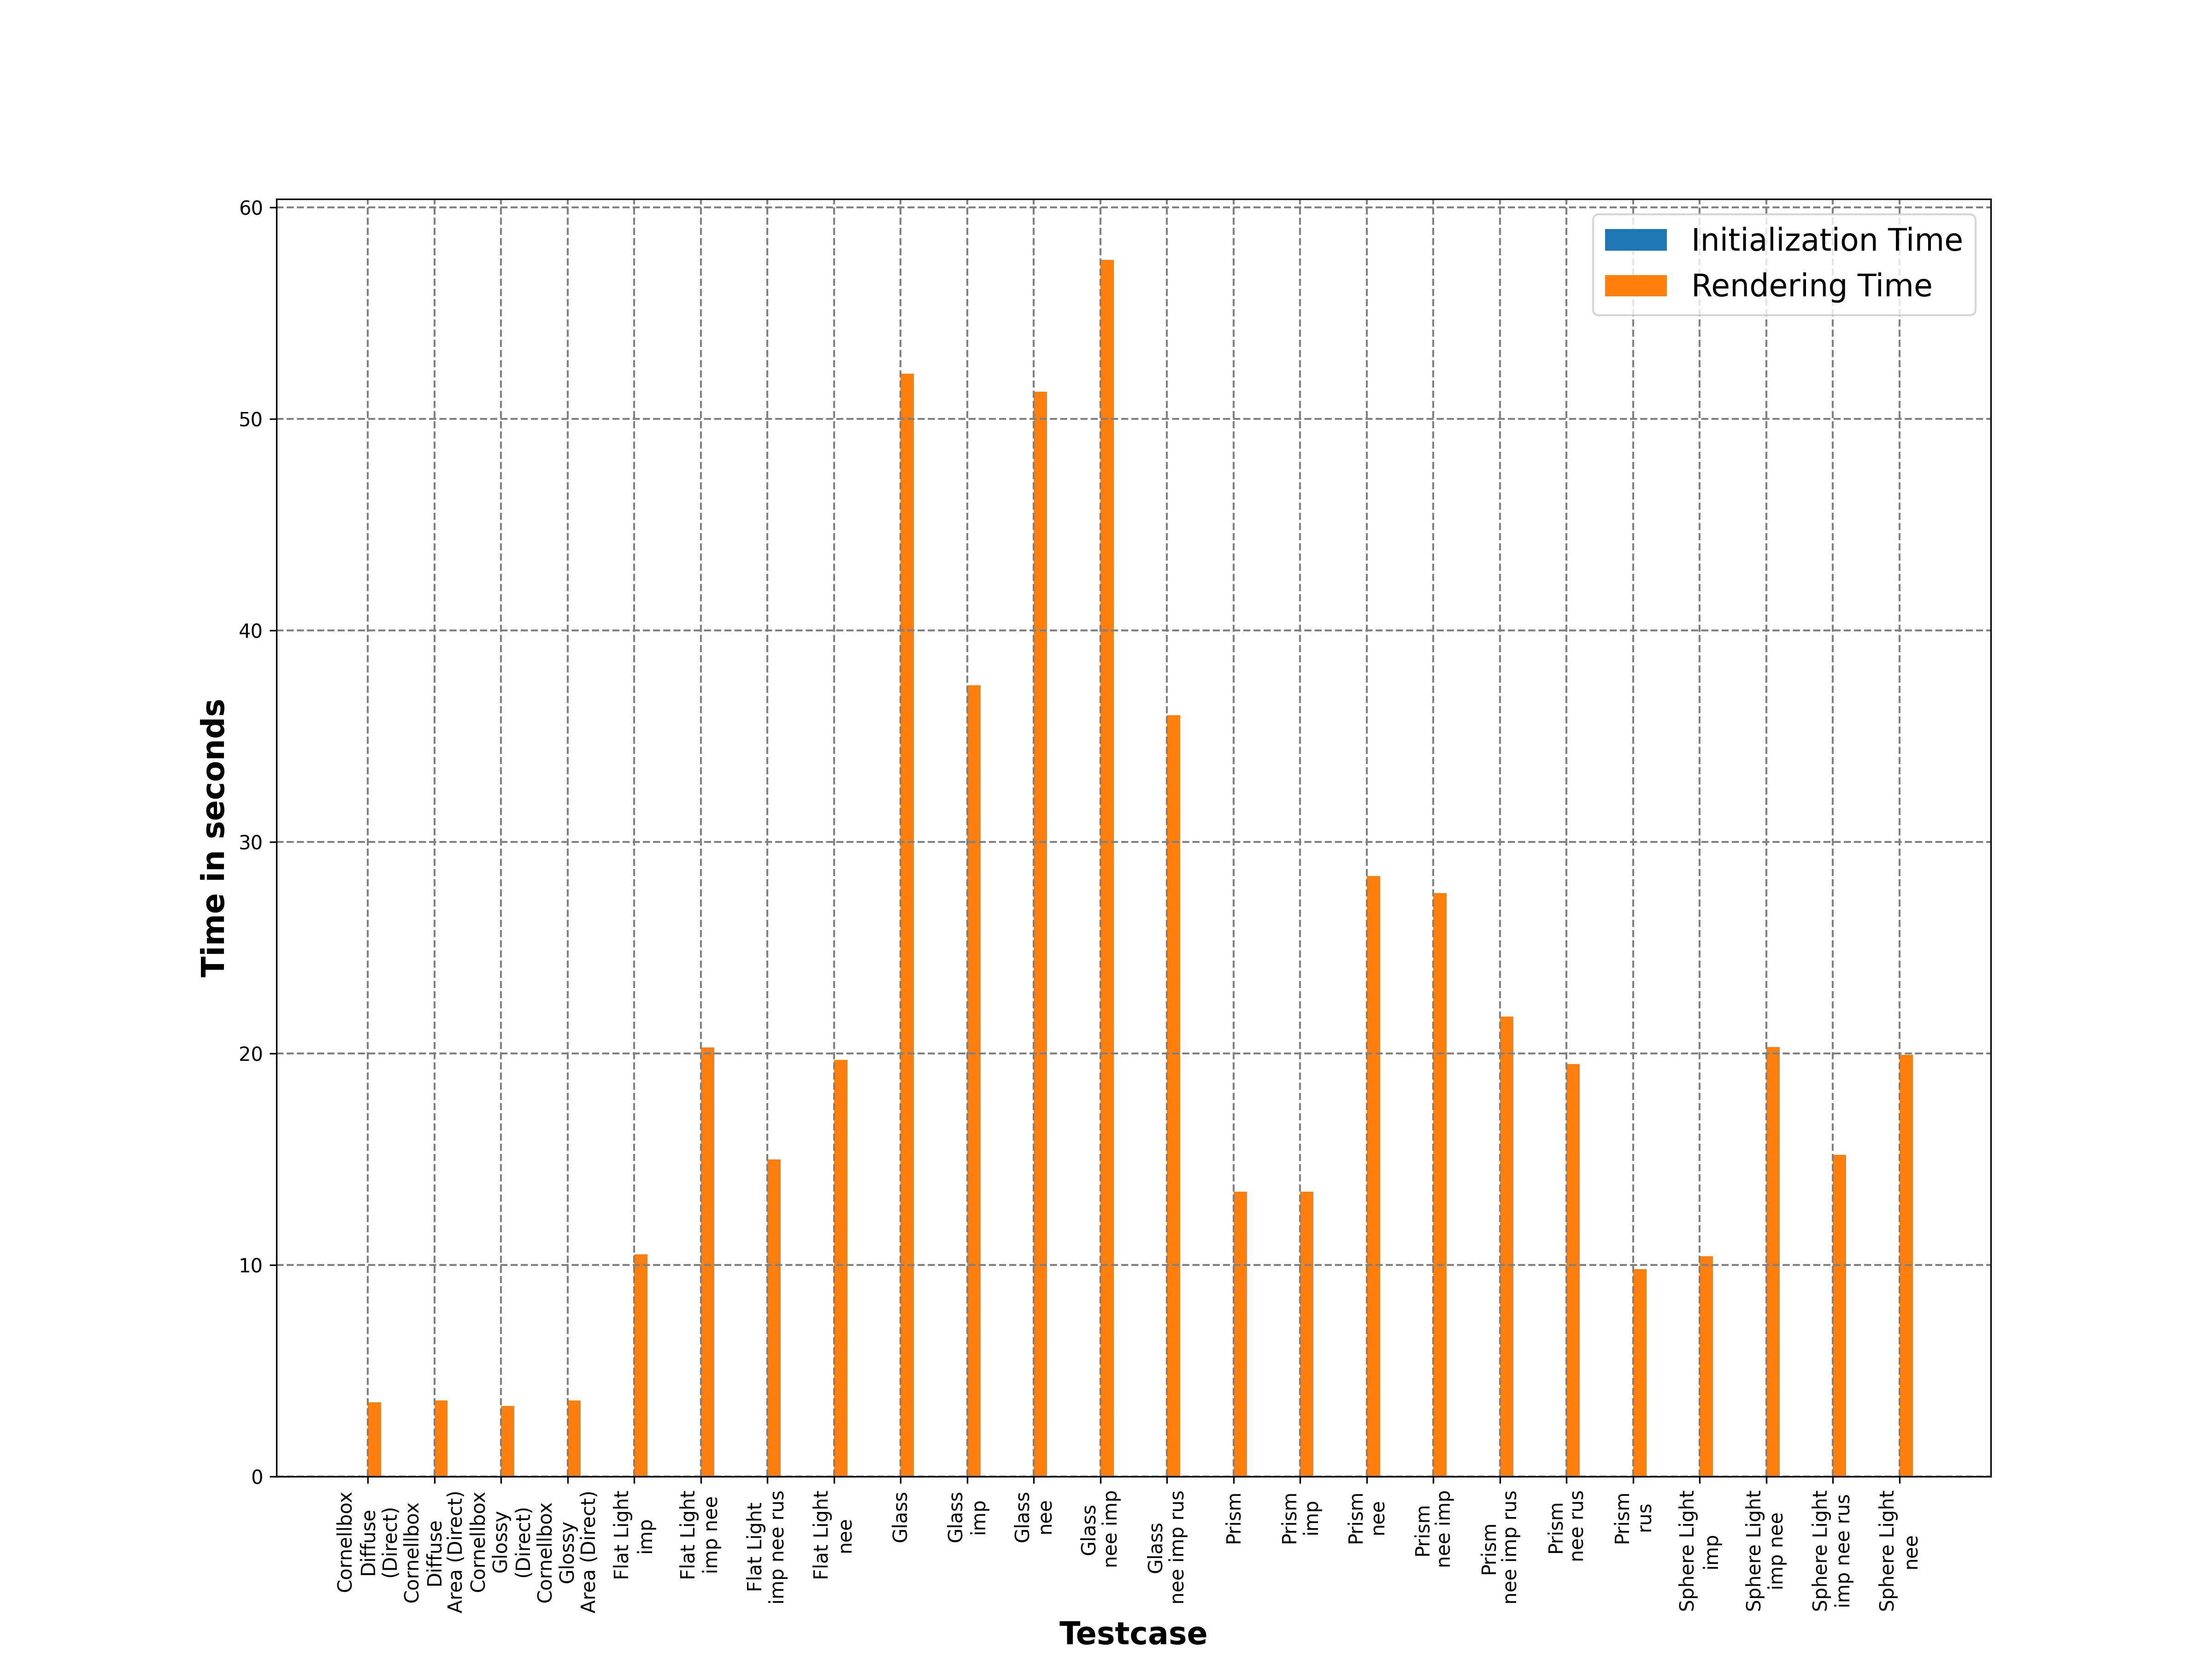 60
50
40
30
20
10
0
Time in seconds
Initialization Time
Rendering Time
Cornellbox
Diffuse
(Direct)
Cornellbox
Diffuse
Area (Direct)
Cornellbox
Glossy
(Direct)
Cornellbox
Glossy
Area (Direct)
Flat Light
imp
Flat Light
imp nee
Flat Light
imp nee rus
Flat Light
nee
Glass
Glass
imp
Glass
nee
Glass
nee imp
Glass
nee imp rus
Prism
Prism
imp
Prism
nee
Prism
nee imp
Prism
nee imp rus
Prism
nee rus
Prism
rus
Sphere Light
imp
Sphere Light
imp nee
Sphere Light
imp nee rus
Sphere Light
nee
Testcase